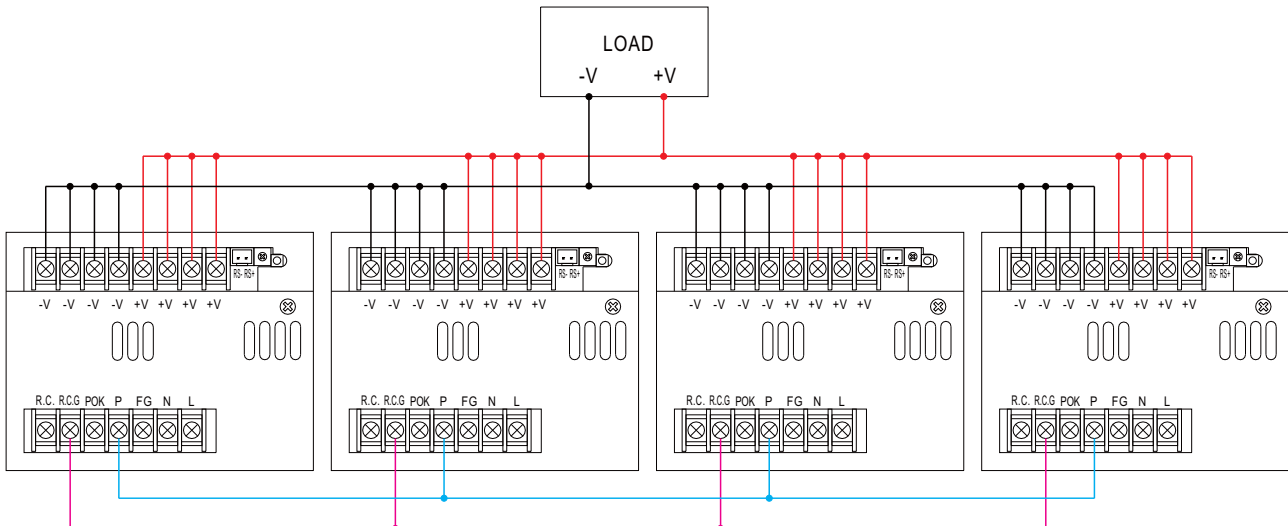 LOAD
-V +V
RS- RS+ RS- RS+ RS- RS+ RS- RS+
-V -V -V -V +V +V +V +V -V -V -V -V +V +V +V +V -V -V -V -V +V +V +V +V -V -V -V -V +V +V +V +V
R.C. R.C.G POK P FG N L R.C. R.C.G POK P FG N L R.C. R.C.G POK P FG N L R.C. R.C.G POK P FG N L